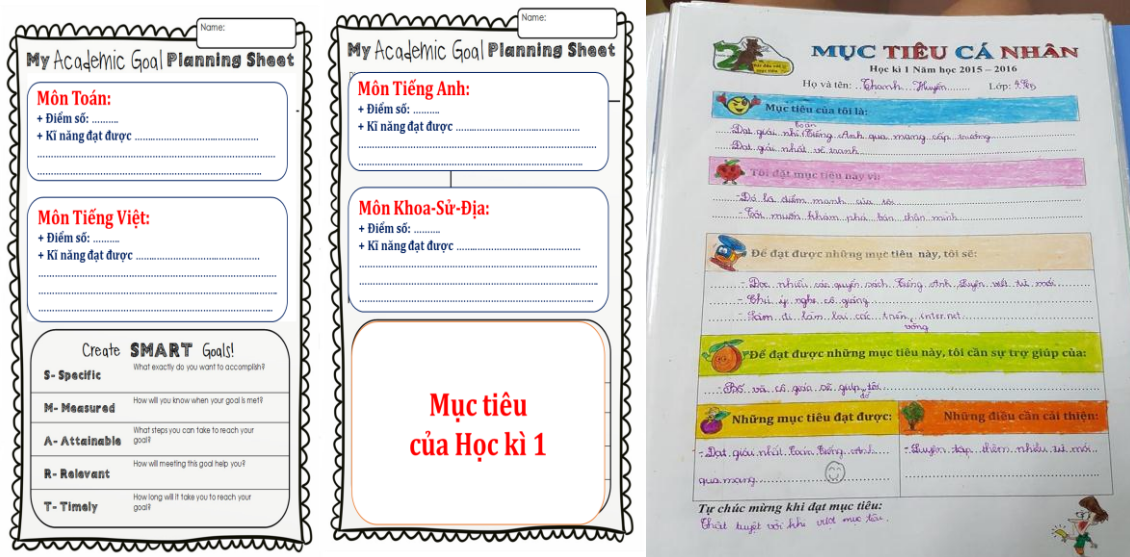 Name:
My Academic Goal Planning Sheet
Môn Toán:
+ Điểm số: ..........
+ Kĩ năng đạt được ................................................
Môn Tiếng Việt:
+ Điểm số: ..........
+ Kĩ năng đạt được ................................................
Create SMART Goals!
S- Specific What exactly do you want to accomplish?
M- Measured How will you know when your goal is met?
A- Attainable What steps you can take to reach your goal?
R- Relevant How will meeting this goal help you?
T- Timely How long will it take you to reach your goal?
Name:
My Academic Goal Planning Sheet
Môn Tiếng Anh:
+ Điểm số: ..........
+ Kĩ năng đạt được ................................................
Môn Khoa-Sử-Địa:
+ Điểm số: ..........
+ Kĩ năng đạt được ................................................
Mục tiêu
của Học kì 1
MỤC TIÊU CÁ NHÂN
Học kì 1 Năm học 2015 – 2016
Họ và tên: Thanh Huyền Lớp:
Mục tiêu của tôi là:
Đạt giải nhì Toán Tiếng Anh qua mạng cấp trường
Đạt giải nhất vẽ tranh
Tôi đặt mục tiêu này vì:
- Đó là điểm mạnh của tôi
- Tôi muốn khám phá bản thân mình
Để đạt được những mục tiêu này, tôi sẽ:
- Đọc nhiều các quyển sách Tiếng Anh luyện viết từ mới
- Chú ý nghe cô giảng
- làm đi làm lại các trên internet
vòng
Để đạt được những mục tiêu này, tôi cần sự trợ giúp của:
- Bố và cô giáo sẽ giúp đỡ tôi
Những mục tiêu đạt được:
- Đạt giải nhất Toán Tiếng Anh
qua mạng
Những điều cần cải thiện:
- Luyện tập thêm nhiều từ mới
Tự chúc mừng khi đạt mục tiêu:
Thật tuyệt vời khi vượt mục tiêu.